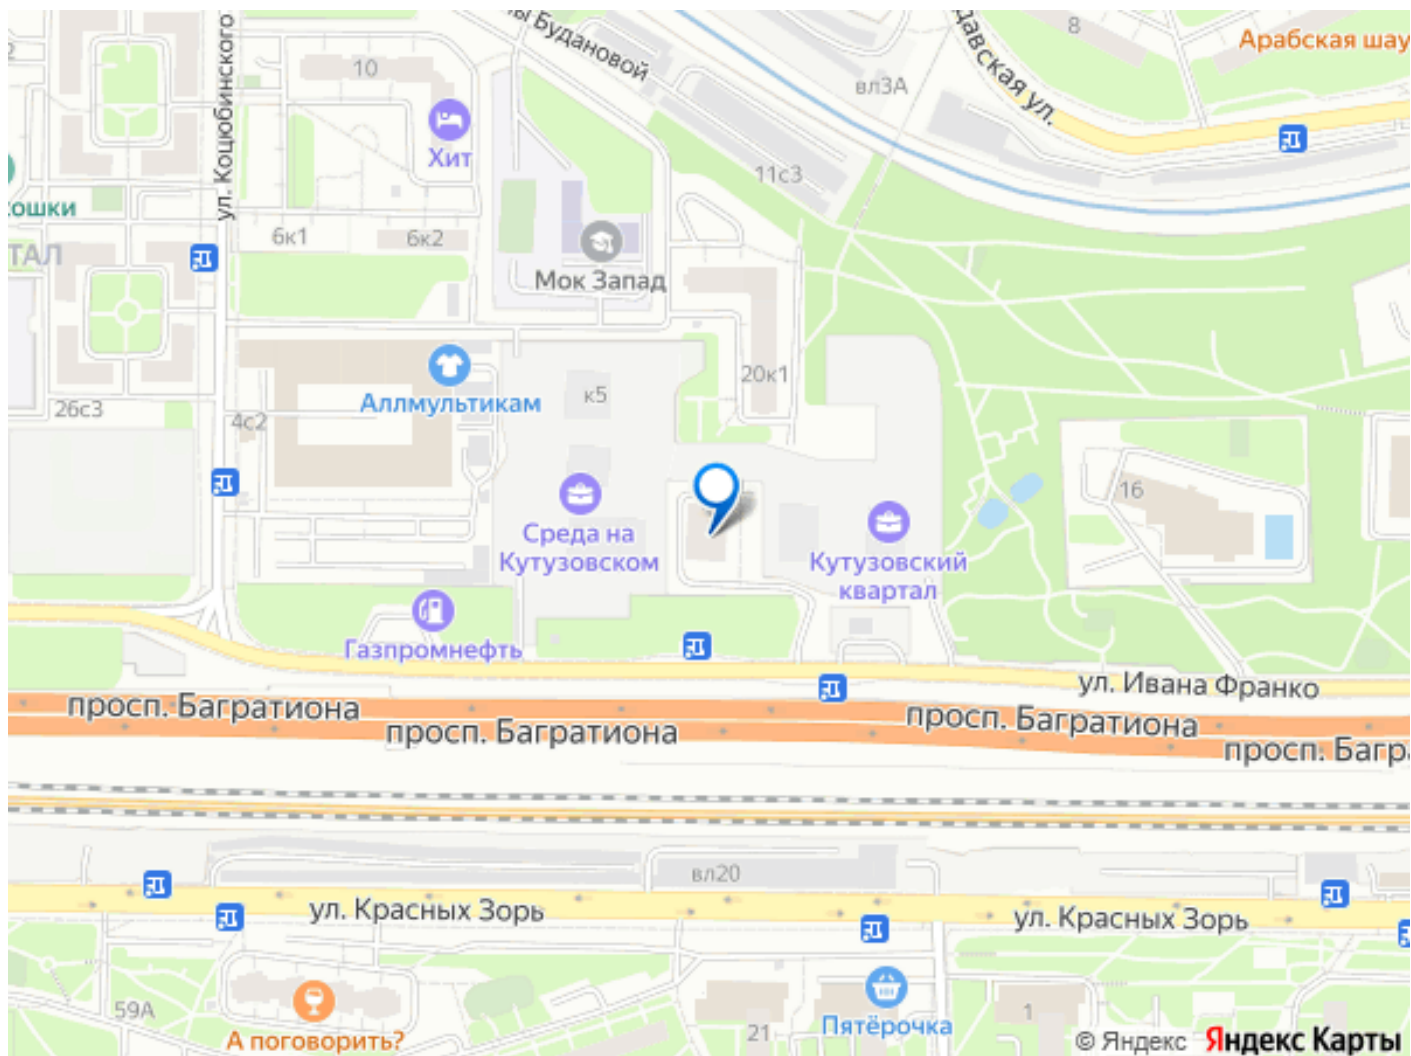 ны Будановой
8
Арабская шау
давская ул.
ул. Коцюбинского
10
вл3А
Хит
11с3
ошки
6к1
6к2
ТАЛ
Мок Запад
20к1
к5
Аллмультикам
26с3
4с2
16
Среда на
Кутузовском
Кутузовский
квартал
Газпромнефть
ул. Ивана Франко
просп. Багратиона
просп. Багратиона
просп. Багратиона
просп. Багр
вл20
ул. Красных Зорь
ул. Красных Зорь
59А
А поговорить?
21
Пятёрочка
1
© Яндекс Яндекс Карты